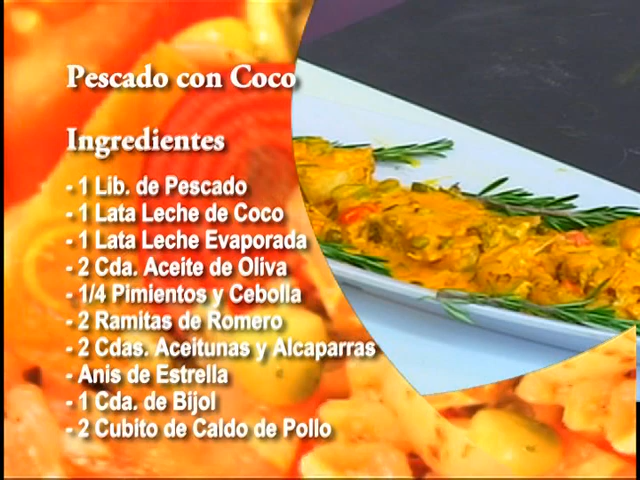 Pescado con Coco
Ingredientes
- 1 Lib. de Pescado
- 1 Lata Leche de Coco
- 1 Lata Leche Evaporada
- 2 Cda. Aceite de Oliva
- 1/4 Pimientos y Cebolla
- 2 Ramitas de Romero
- 2 Cdas. Aceitunas y Alcaparras
- Anis de Estrella
- 1 Cda. de Bijol
- 2 Cubito de Caldo de Pollo